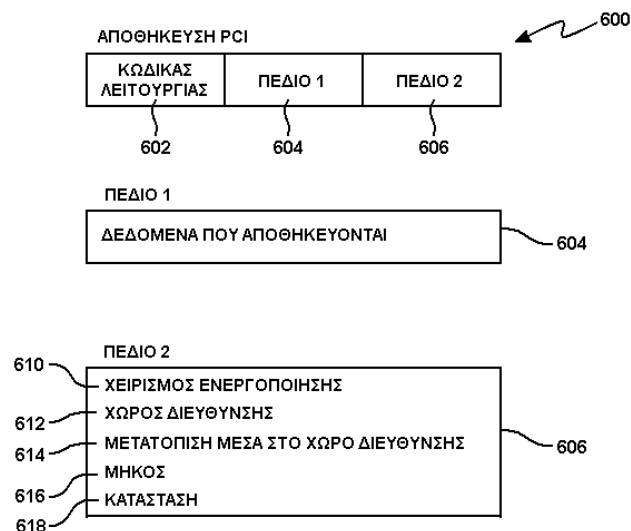 600
ΑΠΟΘΗΚΕΥΣΗ PCI
ΚΩΔΙΚΑΣ
ΛΕΙΤΟΥΡΓΙΑΣ
ΠΕΔΙΟ 1
ΠΕΔΙΟ 2
602
604
606
ΠΕΔΙΟ 1
ΔΕΔΟΜΕΝΑ ΠΟΥ ΑΠΟΘΗΚΕΥΟΝΤΑΙ
604
ΠΕΔΙΟ 2
610 ΧΕΙΡΙΣΜΟΣ ΕΝΕΡΓΟΠΟΙΗΣΗΣ
612 ΧΩΡΟΣ ΔΙΕΥΘΥΝΣΗΣ
614 ΜΕΤΑΤΟΠΙΣΗ ΜΕΣΑ ΣΤΟ ΧΩΡΟ ΔΙΕΥΘΥΝΣΗΣ
606
616 ΜΗΚΟΣ
618 ΚΑΤΑΣΤΑΣΗ